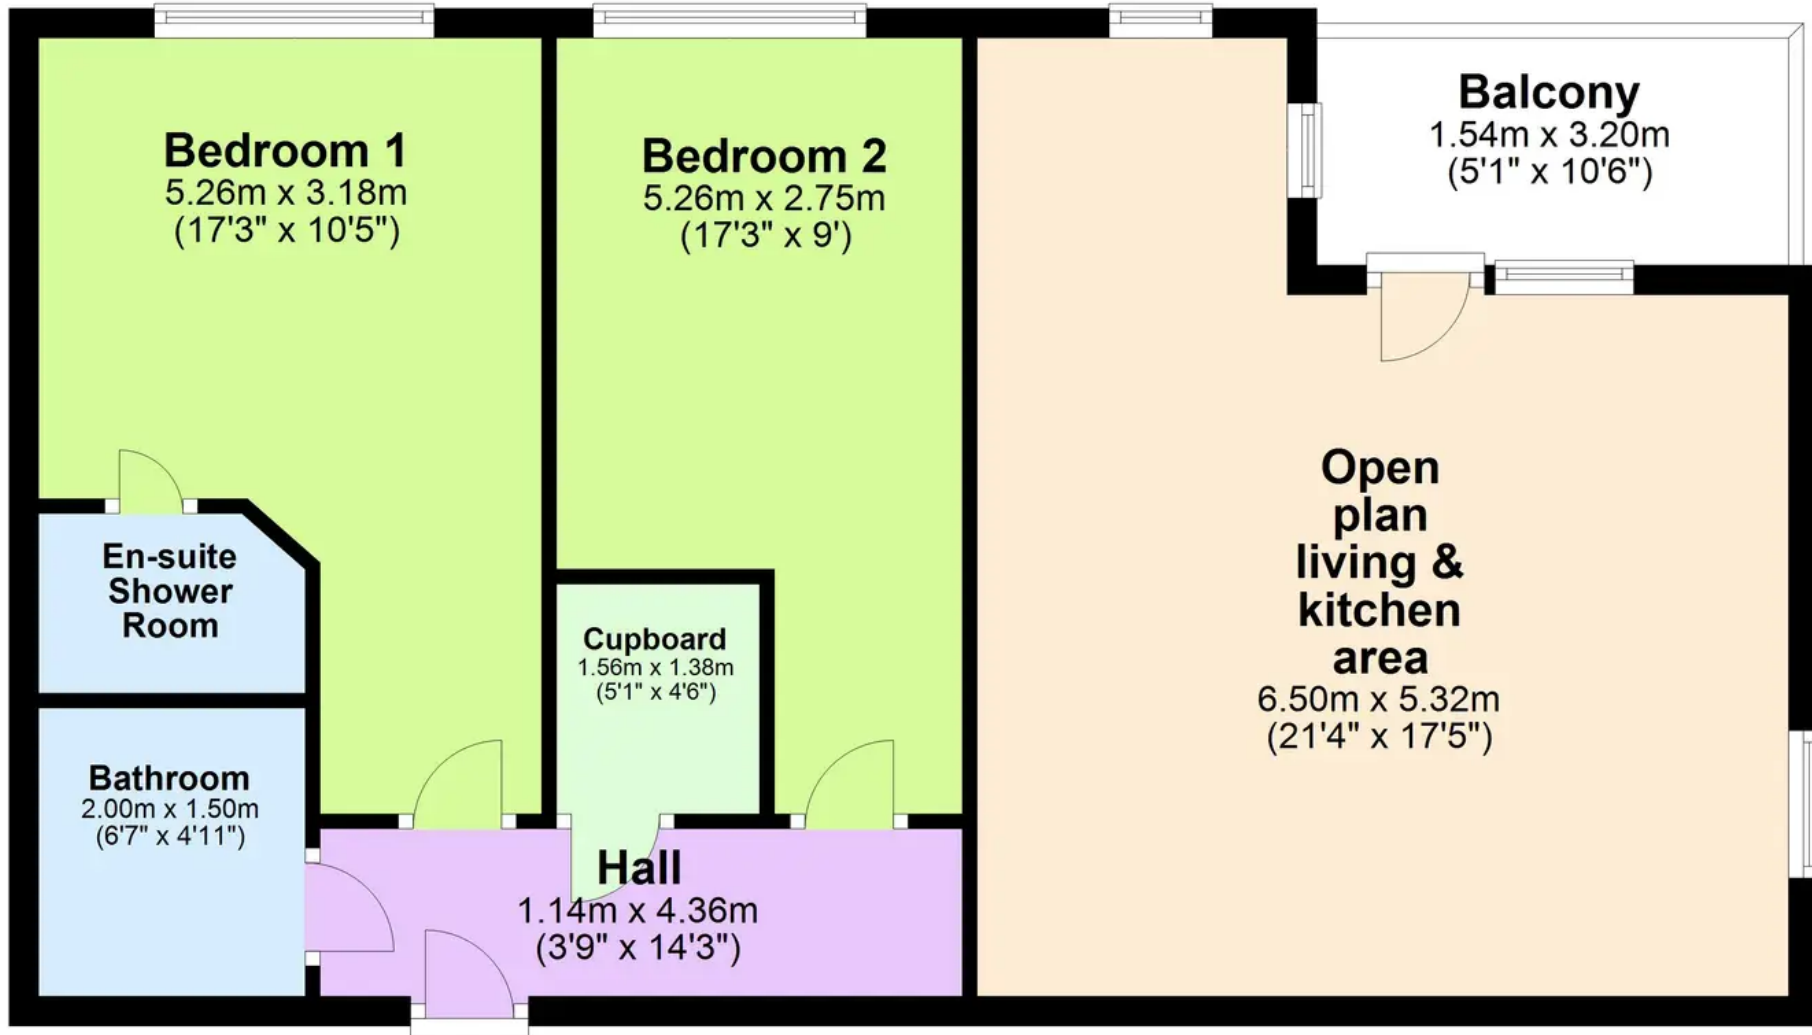 Bedroom 1
5.26m x 3.18m
(17'3" x 10'5")
Bedroom 2
5.26m x 2.75m
(17'3" x 9')
Balcony
1.54m x 3.20m
(5'1" x 10'6")
Open
plan
living &
kitchen
area
6.50m x 5.32m
(21'4" x 17'5")
En-suite
Shower
Room
Cupboard
1.56m x 1.38m
(5'1" x 4'6")
Bathroom
2.00m x 1.50m
(6'7" x 4'11")
Hall
1.14m x 4.36m
(3'9" x 14'3")